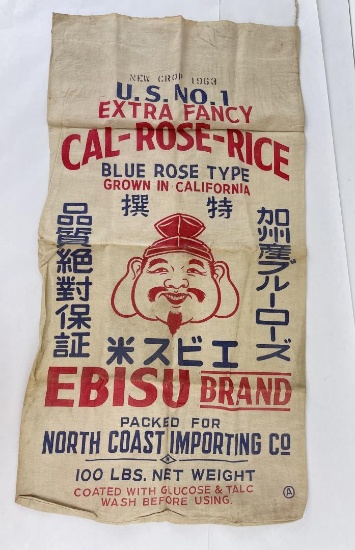 NEW CROP 1963
U.S. NO. 1
EXTRA FANCY
CAL-ROSE-RICE
BLUE ROSE TYPE
GROWN IN CALIFORNIA
撰 特
加州産ブルーローズ
品質絶對保証
米スビエ
EBISU BRAND
PACKED FOR
NORTH COAST IMPORTING CO
100 LBS. NET WEIGHT
COATED WITH GLUCOSE & TALC
WASH BEFORE USING.
A